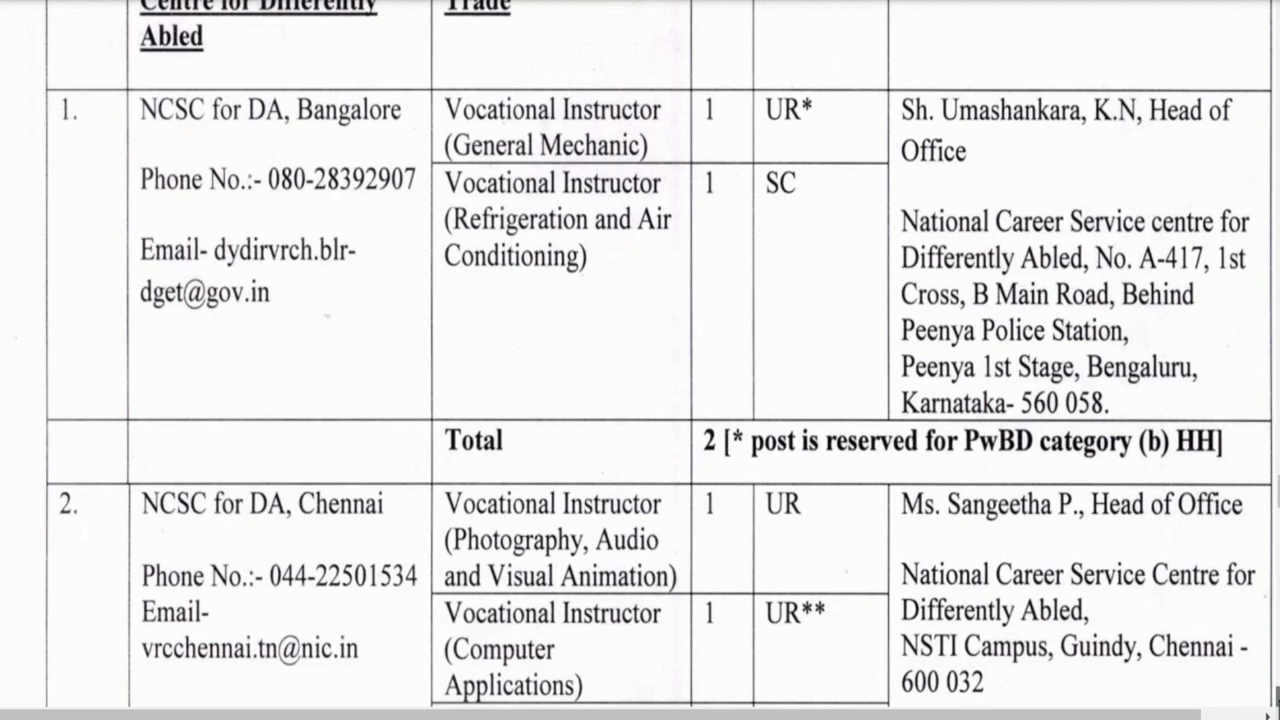 Centre for Differently
Abled
Trade
1.
NCSC for DA, Bangalore
Phone No.:- 080-28392907
Email- dydirvrch.blr-
dget@gov.in
Vocational Instructor
(General Mechanic)
1
UR*
Vocational Instructor
(Refrigeration and Air
Conditioning)
1
SC
Sh. Umashankara, K.N, Head of
Office
National Career Service centre for
Differently Abled, No. A-417, 1st
Cross, B Main Road, Behind
Peenya Police Station,
Peenya 1st Stage, Bengaluru,
Karnataka- 560 058.
Total
2 [* post is reserved for PwBD category (b) HH]
2.
NCSC for DA, Chennai
Phone No.:- 044-22501534
Email-
vrcchennai.tn@nic.in
Vocational Instructor
(Photography, Audio
and Visual Animation)
1
UR
Vocational Instructor
(Computer
Applications)
1
UR**
Ms. Sangeetha P., Head of Office
National Career Service Centre for
Differently Abled,
NSTI Campus, Guindy, Chennai -
600 032